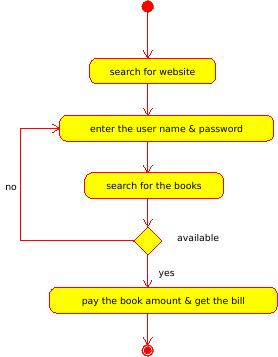 search for website
enter the user name & password
search for the books
no
available
yes
pay the book amount & get the bill